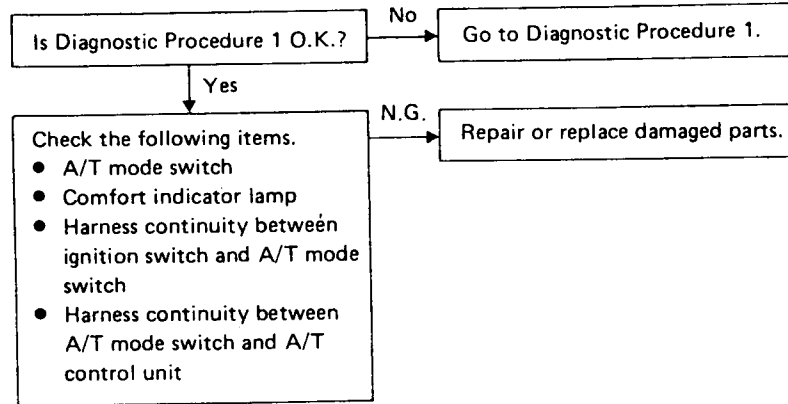 Is Diagnostic Procedure 1 O.K.?
No
Go to Diagnostic Procedure 1.
Yes
Check the following items.
● A/T mode switch
● Comfort indicator lamp
● Harness continuity between
ignition switch and A/T mode
switch
● Harness continuity between
A/T mode switch and A/T
control unit
N.G.
Repair or replace damaged parts.